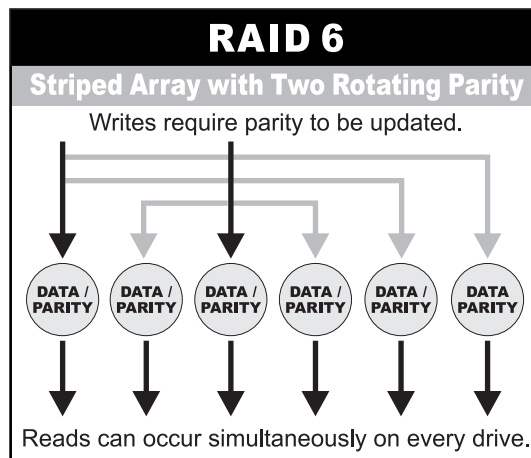 RAID 6
Striped Array with Two Rotating Parity
Writes require parity to be updated.
DATA / DATA / DATA / DATA / DATA / DATA
PARITY PARITY PARITY PARITY PARITY PARITY
Reads can occur simultaneously on every drive.